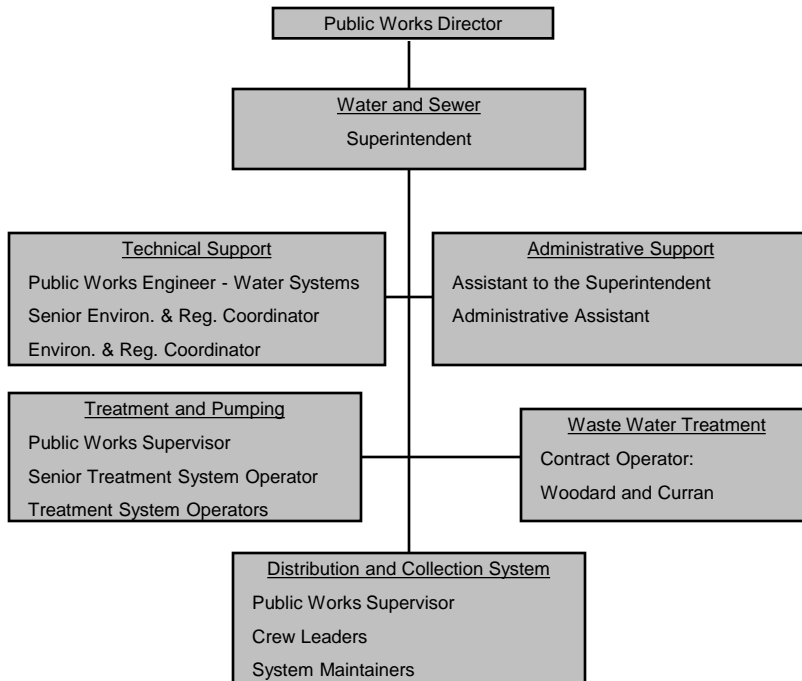 Public Works Director
Water and Sewer
Superintendent
Technical Support
Public Works Engineer - Water Systems
Senior Environ. & Reg. Coordinator
Environ. & Reg. Coordinator
Administrative Support
Assistant to the Superintendent
Administrative Assistant
Treatment and Pumping
Public Works Supervisor
Senior Treatment System Operator
Treatment System Operators
Waste Water Treatment
Contract Operator:
Woodard and Curran
Distribution and Collection System
Public Works Supervisor
Crew Leaders
System Maintainers